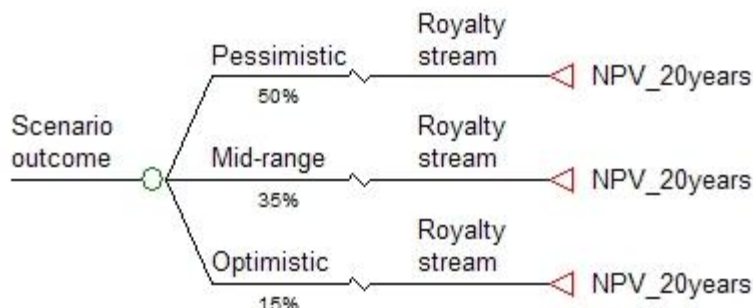 Royalty
stream
Pessimistic
50%
NPV_20years
Scenario
outcome
Royalty
stream
Mid-range
35%
NPV_20years
Royalty
stream
Optimistic
15%
NPV_20years